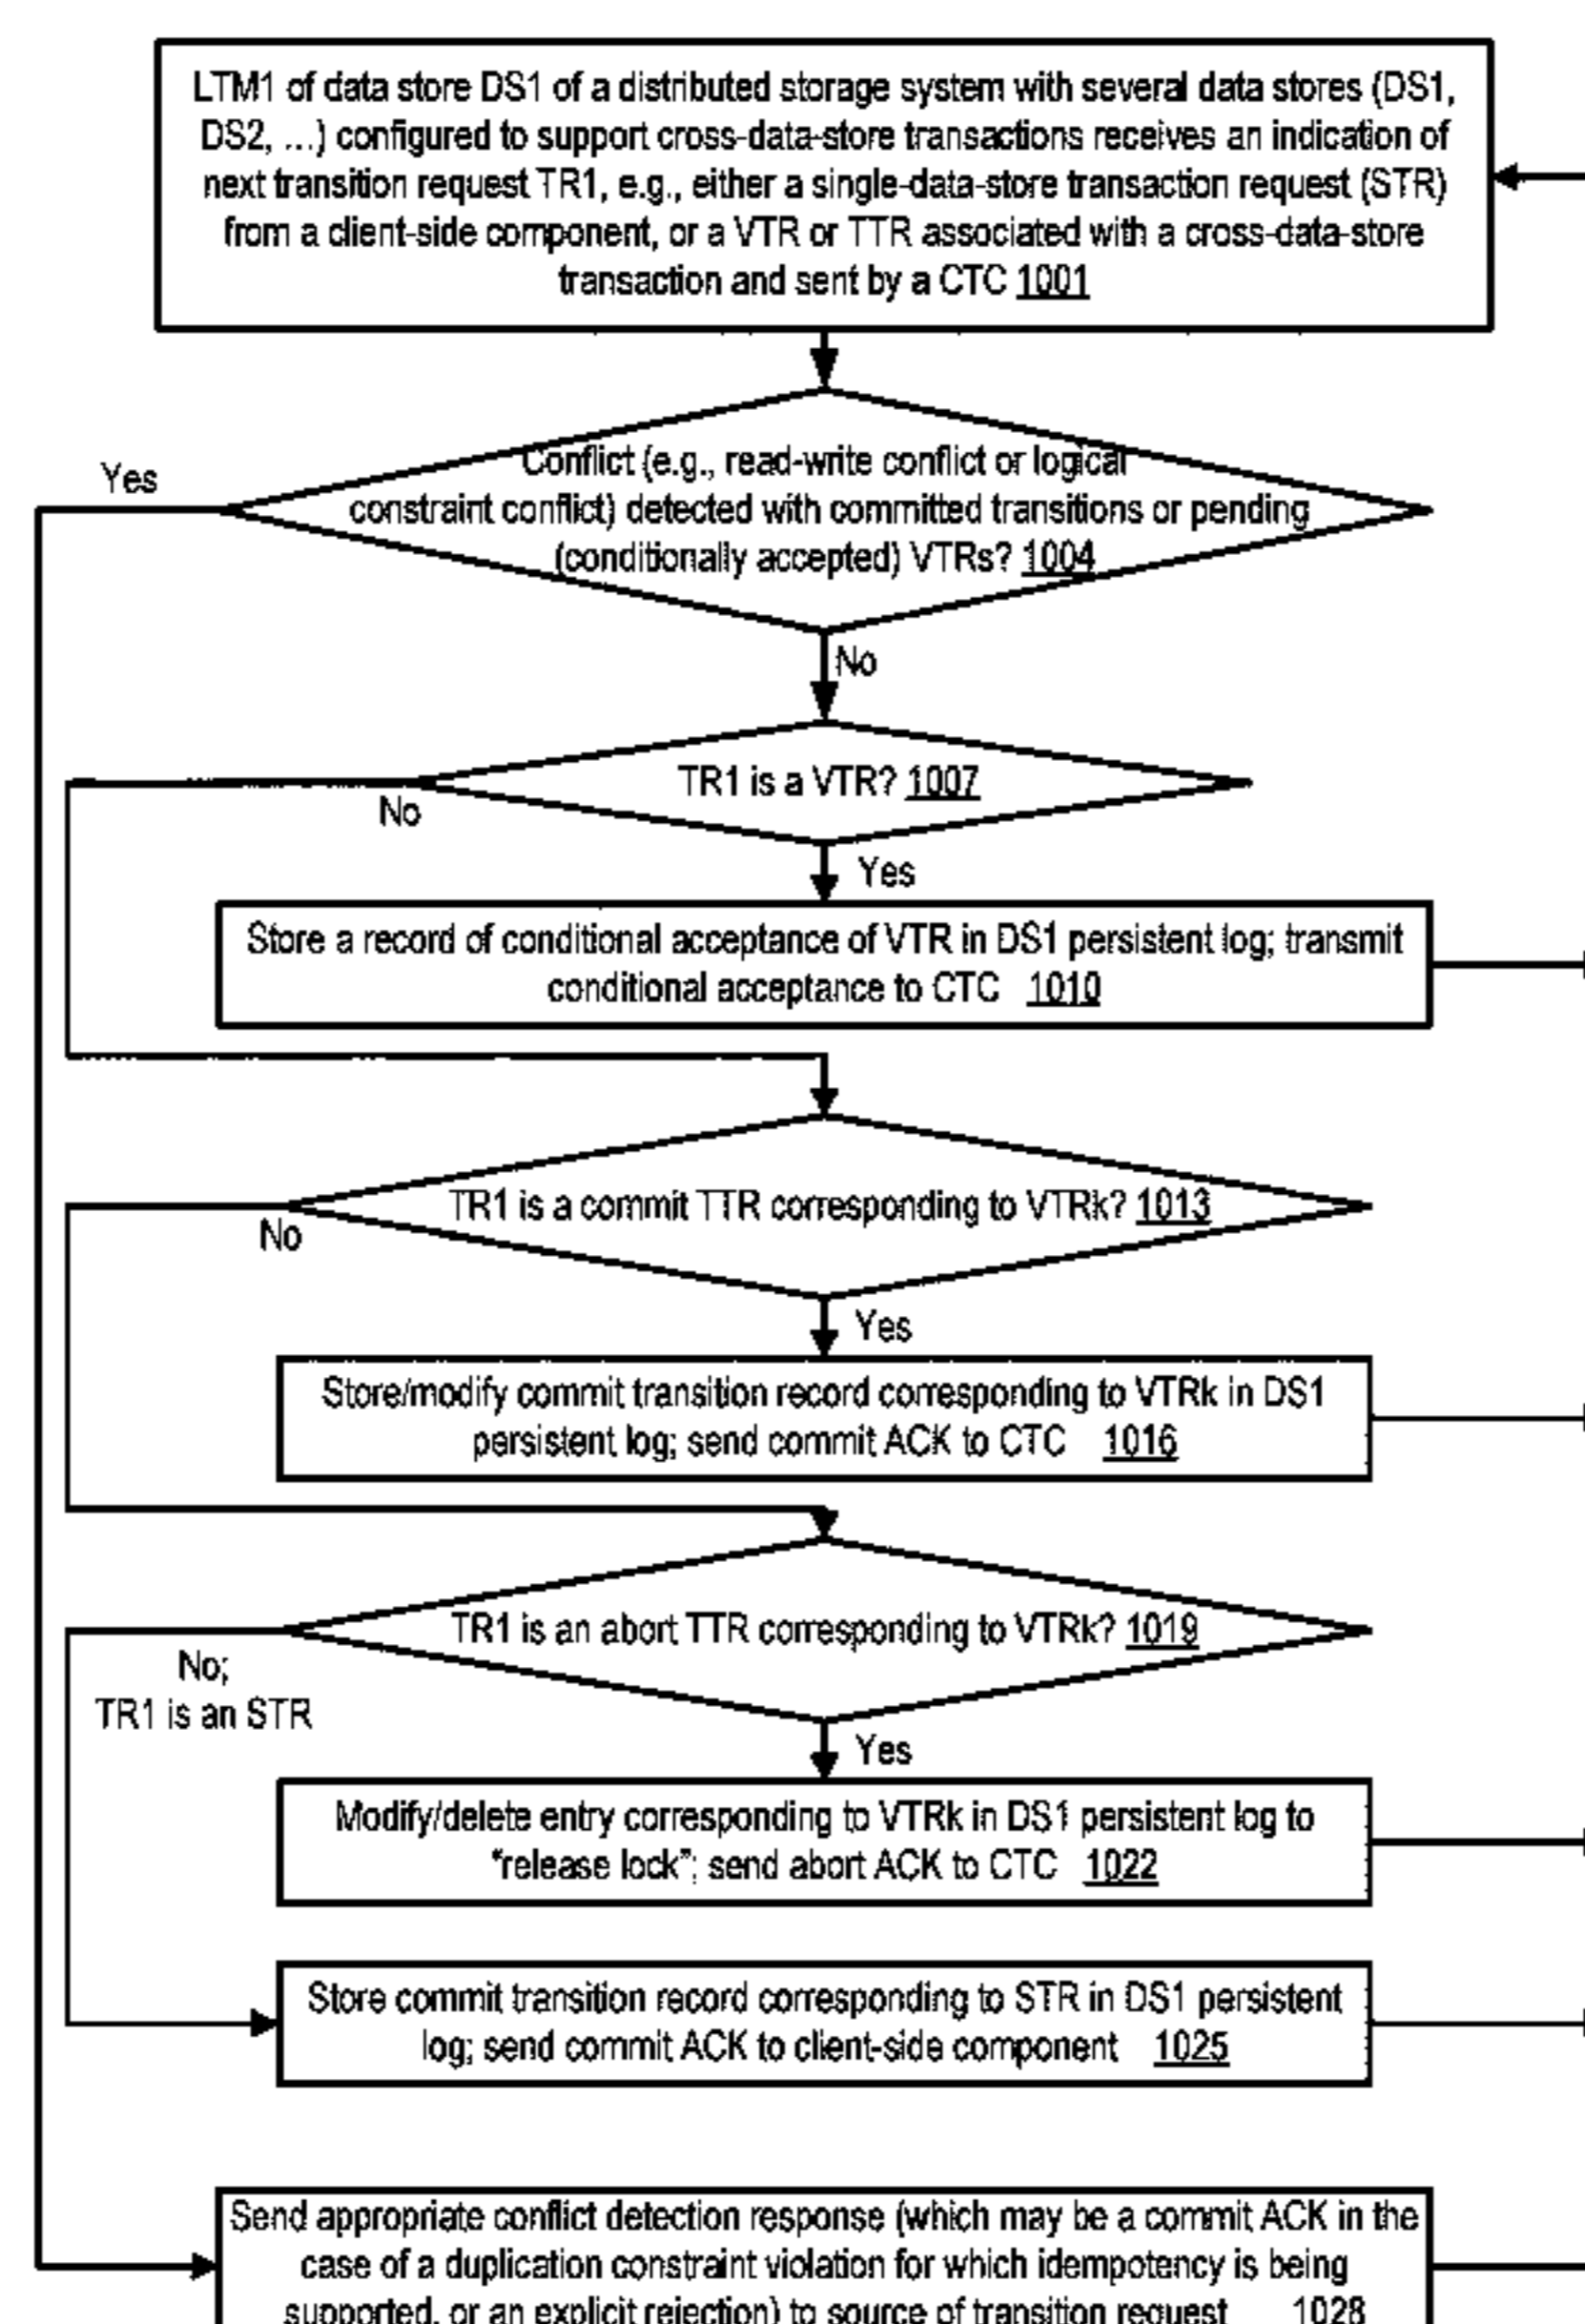 LTM1 of data store DS1 of a distributed storage system with several data stores (DS1,
DS2, ...) configured to support cross-data-store transactions receives an indication of
next transition request TR1, e.g., either a single-data-store transaction request (STR)
from a client-side component, or a VTR or TTR associated with a cross-data-store
transaction and sent by a CTC 1001
Yes
Conflict (e.g., read-write conflict or logical
constraint conflict) detected with committed transitions or pending
(conditionally accepted) VTRs? 1004
No
TR1 is a VTR? 1007
No
Yes
Store a record of conditional acceptance of VTR in DS1 persistent log; transmit
conditional acceptance to CTC 1010
TR1 is a commit TTR corresponding to VTRk? 1013
No
Yes
Store/modify commit transition record corresponding to VTRk in DS1
persistent log; send commit ACK to CTC 1016
TR1 is an abort TTR corresponding to VTRk? 1019
No;
TR1 is an STR
Yes
Modify/delete entry corresponding to VTRk in DS1 persistent log to
"release lock"; send abort ACK to CTC 1022
Store commit transition record corresponding to STR in DS1 persistent
log; send commit ACK to client-side component 1025
Send appropriate conflict detection response (which may be a commit ACK in the
case of a duplication constraint violation for which idempotency is being
supported, or an explicit rejection) to source of transition request 1028